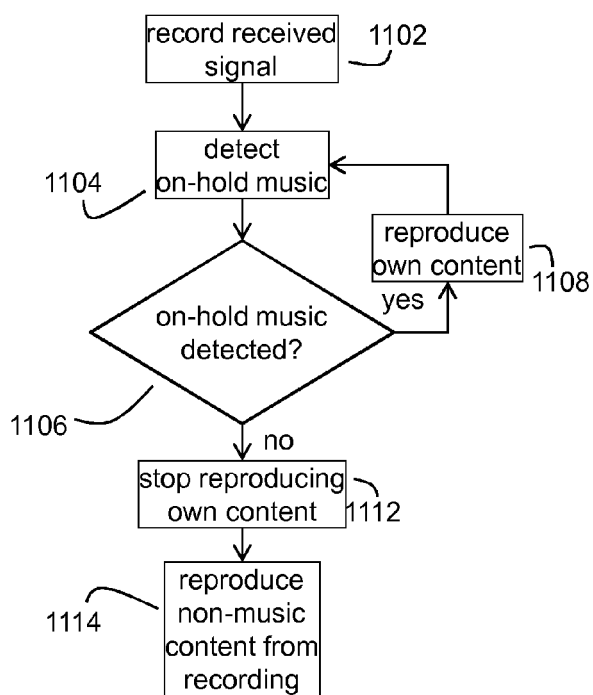 record received
signal
1102
detect
on-hold music
1104
reproduce
own content
1108
yes
on-hold music
detected?
1106
no
stop reproducing
own content
1112
reproduce
non-music
content from
recording
1114